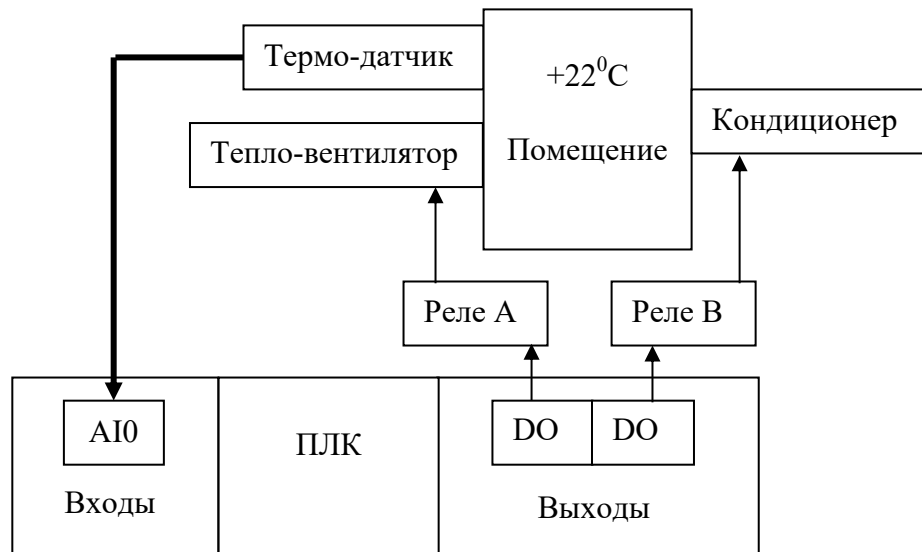 Термо-датчик
+22⁰С
Кондиционер
Тепло-вентилятор
Помещение
Реле А
Реле В
AI0
ПЛК
DO
DO
Входы
Выходы